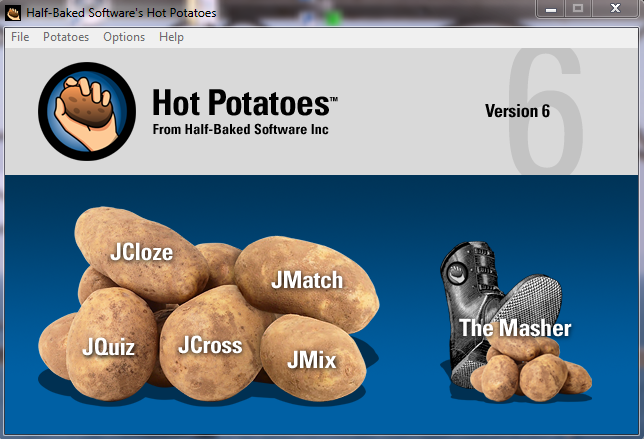 Half-Baked Software's Hot Potatoes
File Potatoes Options Help
Hot Potatoes™
From Half-Baked Software Inc
6
Version 6
JCloze
JMatch
JQuiz
JCross
JMix
The Masher